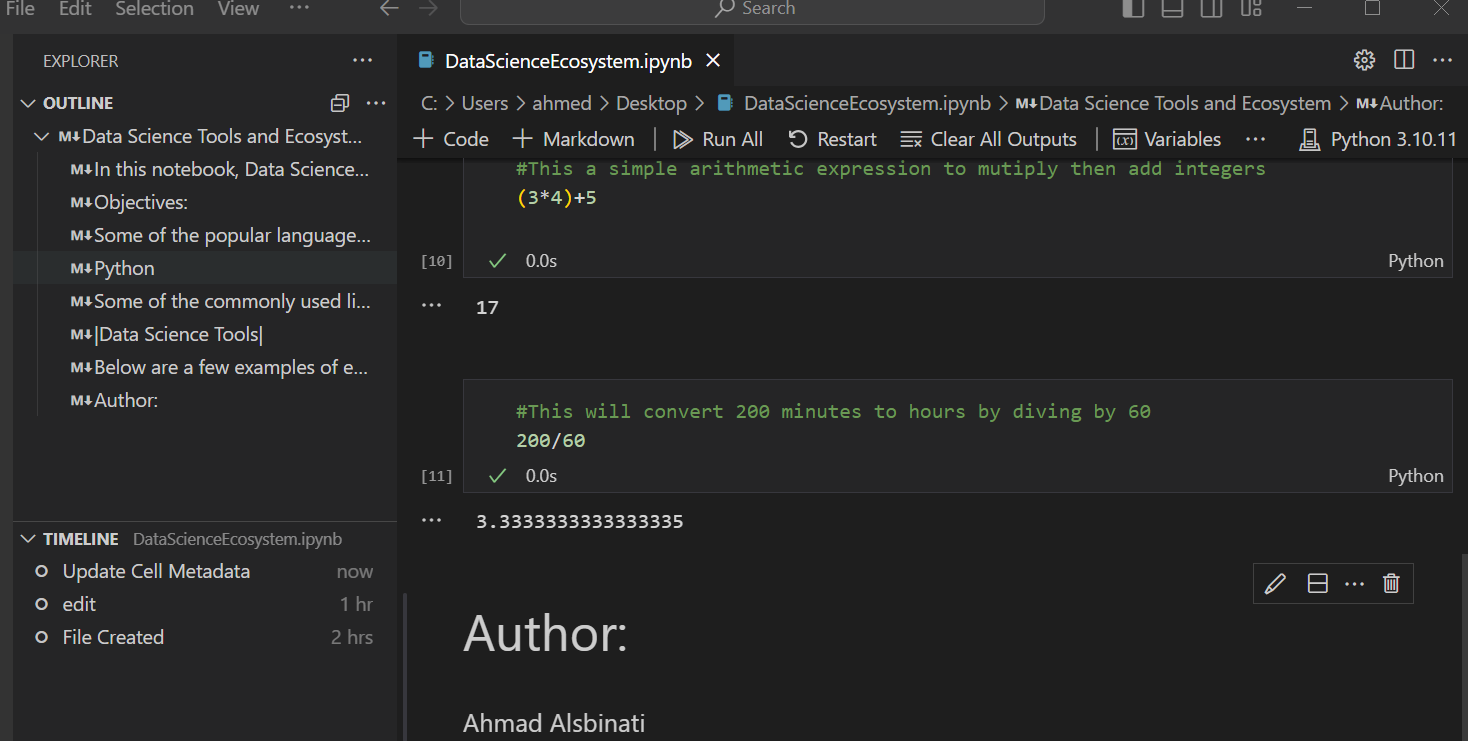 File Edit Selection View ··· Search
EXPLORER ···
OUTLINE ···
M↓Data Science Tools and Ecosyst...
M↓In this notebook, Data Science...
M↓Objectives:
M↓Some of the popular language...
M↓Python
M↓Some of the commonly used li...
M↓|Data Science Tools|
M↓Below are a few examples of e...
M↓Author:
TIMELINE DataScienceEcosystem.ipynb
Update Cell Metadata now
edit 1 hr
File Created 2 hrs
DataScienceEcosystem.ipynb
C: > Users > ahmed > Desktop > DataScienceEcosystem.ipynb > M↓Data Science Tools and Ecosystem > M↓Author:
+ Code + Markdown | Run All Restart Clear All Outputs | (x) Variables ··· Python 3.10.11
#This a simple arithmetic expression to mutiply then add integers
(3*4)+5
[10] ✓ 0.0s Python
··· 17
#This will convert 200 minutes to hours by diving by 60
200/60
[11] ✓ 0.0s Python
··· 3.3333333333333335
···
Author:
Ahmad Alsbinati